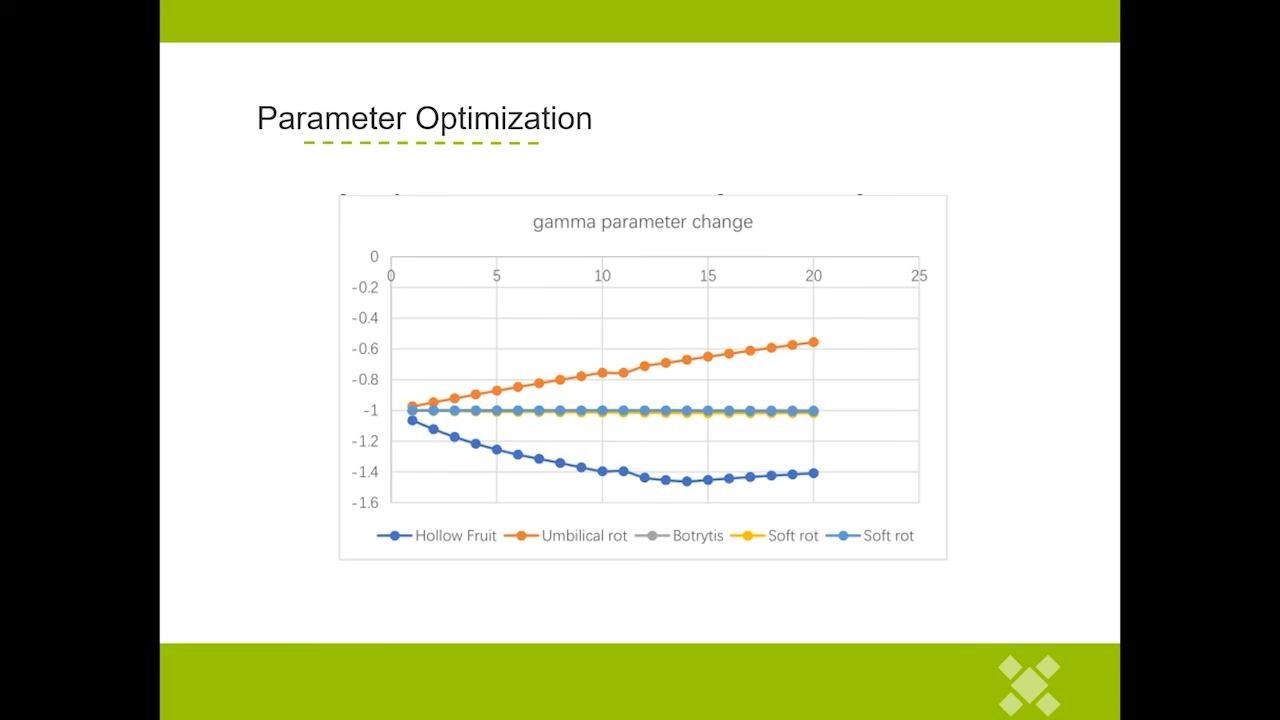 Parameter Optimization
gamma parameter change
0
0 5 10 15 20 25
-0.2
-0.4
-0.6
-0.8
-1
-1.2
-1.4
-1.6
Hollow Fruit Umbilical rot Botrytis Soft rot Soft rot